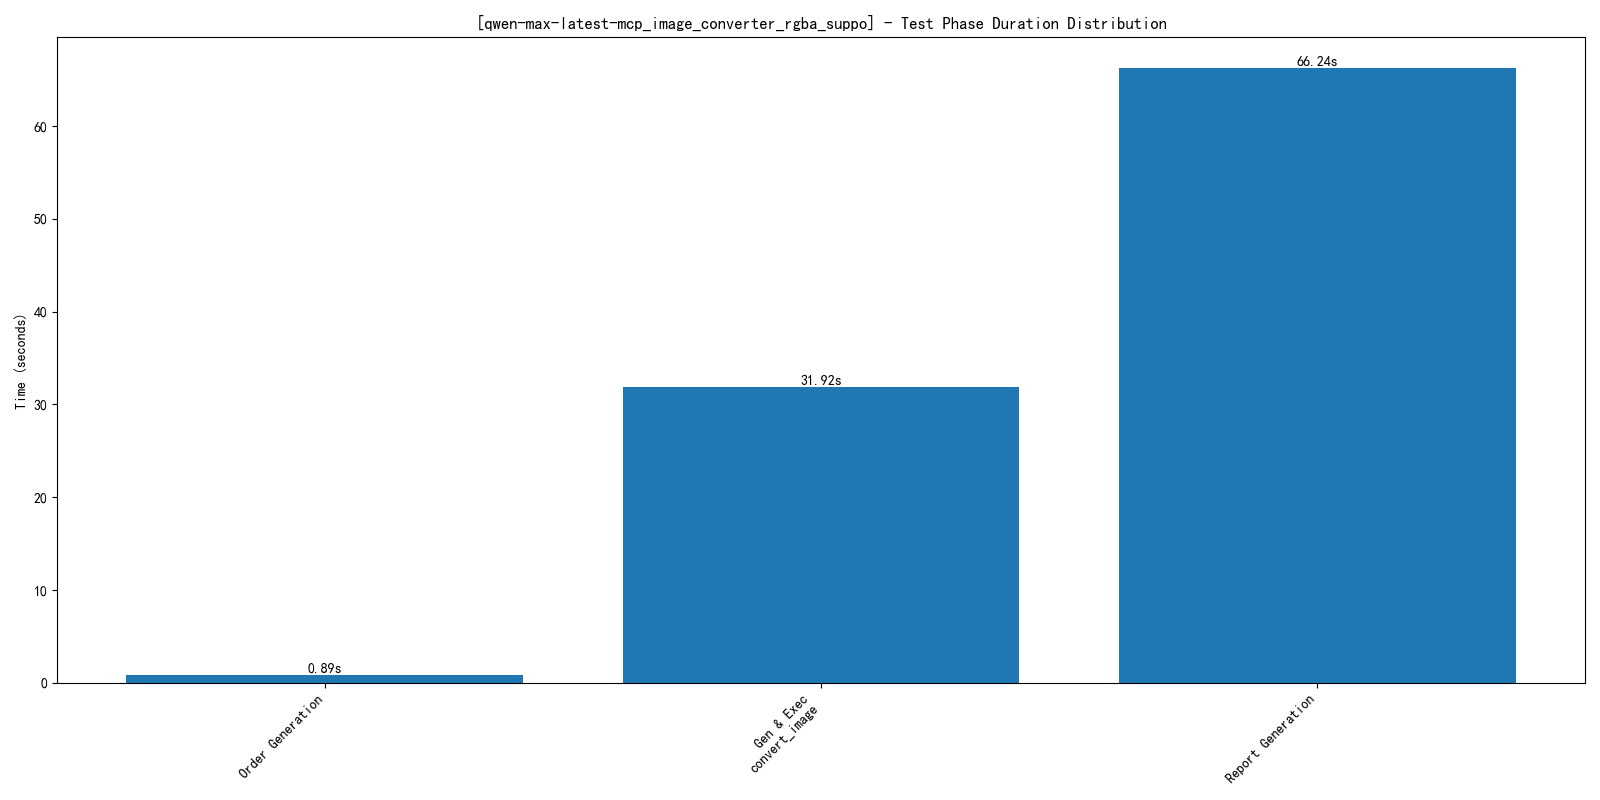 [qwen-max-latest-mcp_image_converter_rgba_suppo] - Test Phase Duration Distribution
66.24s
60
50
40
31.92s
30
20
10
0.89s
0
Time (seconds)
Order Generation
Gen & Exec
convert_image
Report Generation